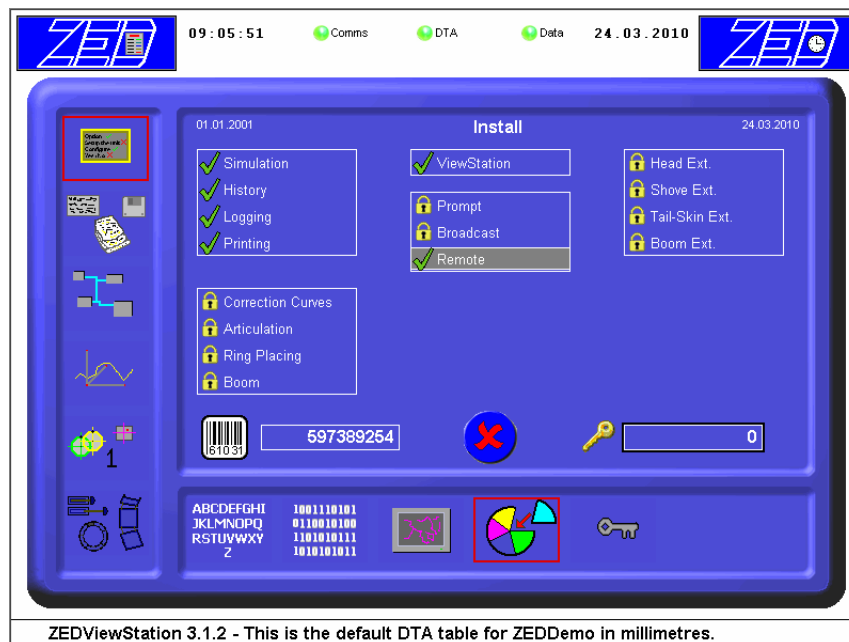 ZED
09:05:51
Comms
DTA
Data
24.03.2010
ZED
01.01.2001
Install
24.03.2010
Simulation
History
Logging
Printing
ViewStation
Prompt
Broadcast
Remote
Head Ext.
Shove Ext.
Tail-Skin Ext.
Boom Ext.
Correction Curves
Articulation
Ring Placing
Boom
61031
597389254
0
1
ABCDEFGHI
JKLMNOPQ
RSTUVWXY
Z
1001110101
0110010100
1101010111
1010101011
ZEDViewStation 3.1.2 - This is the default DTA table for ZEDDemo in millimetres.